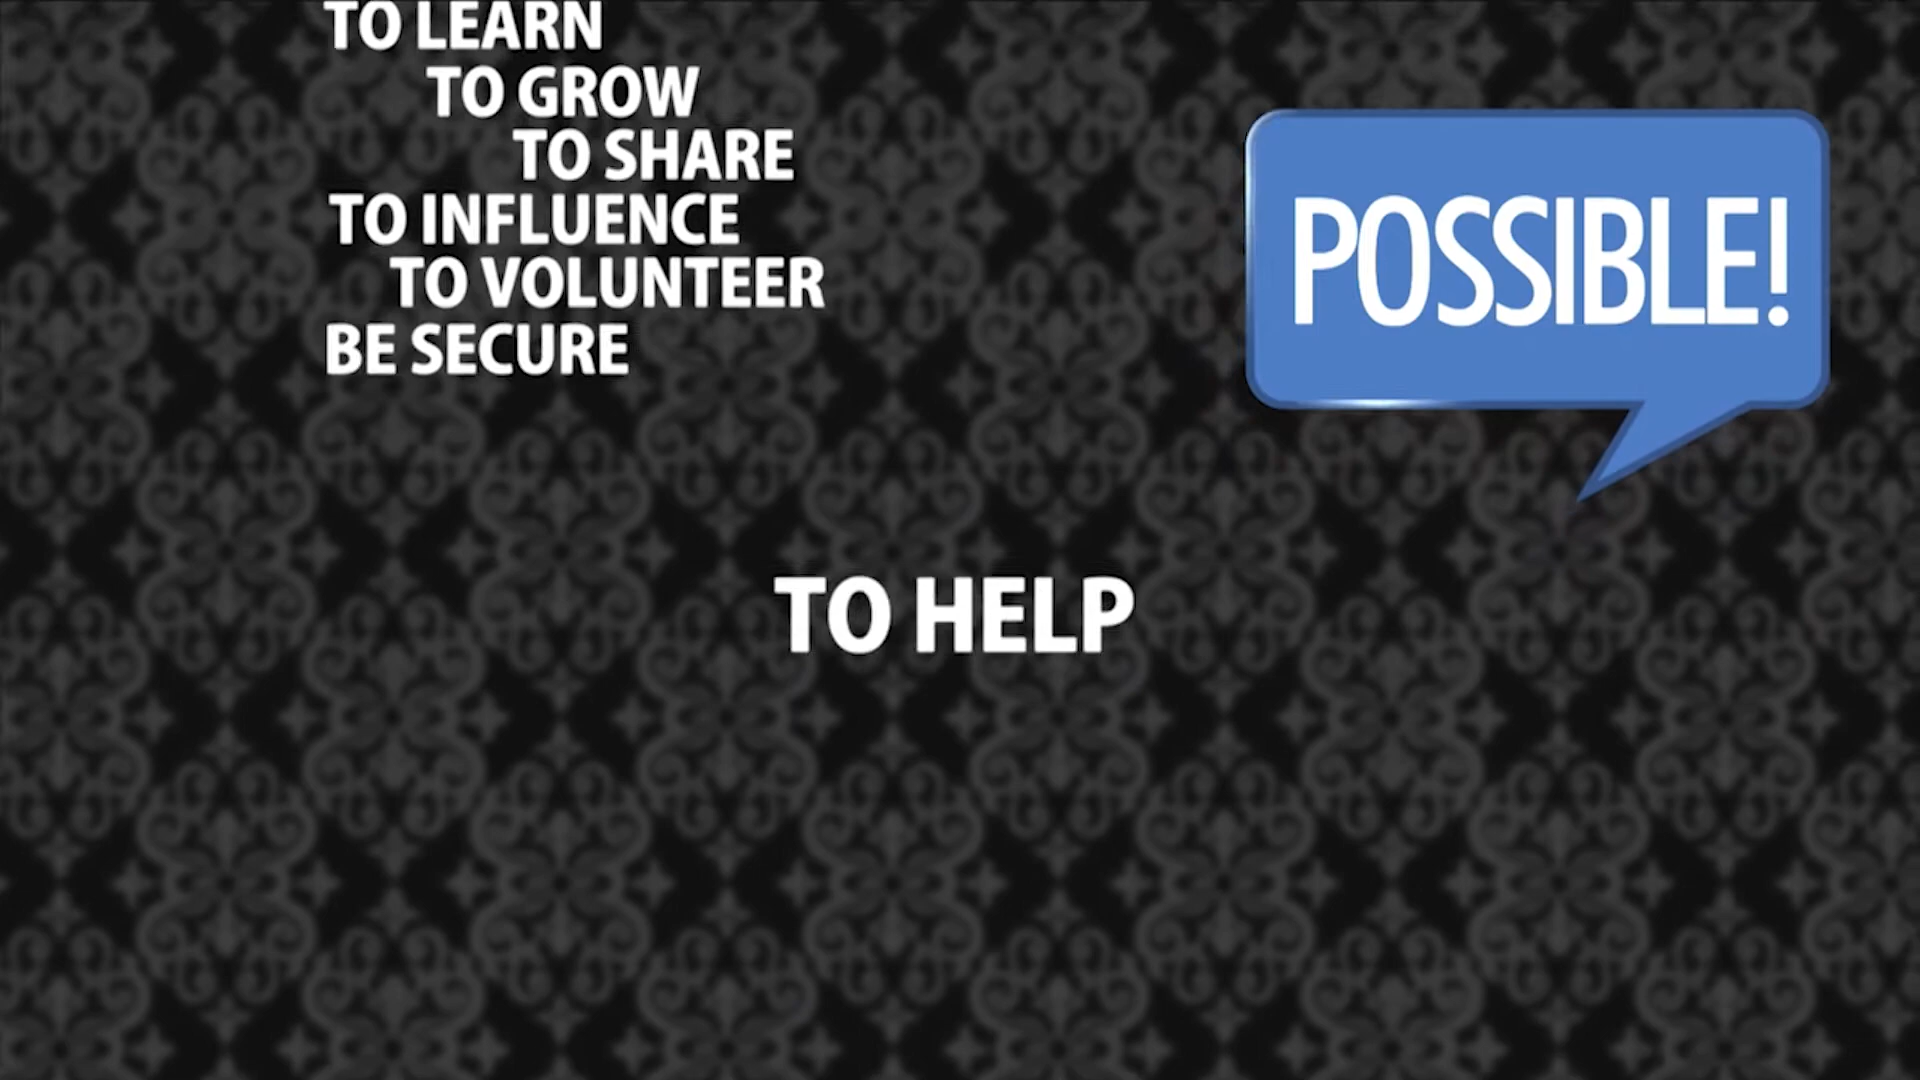 TO LEARN
TO GROW
TO SHARE
TO INFLUENCE
TO VOLUNTEER
BE SECURE
POSSIBLE!
TO HELP